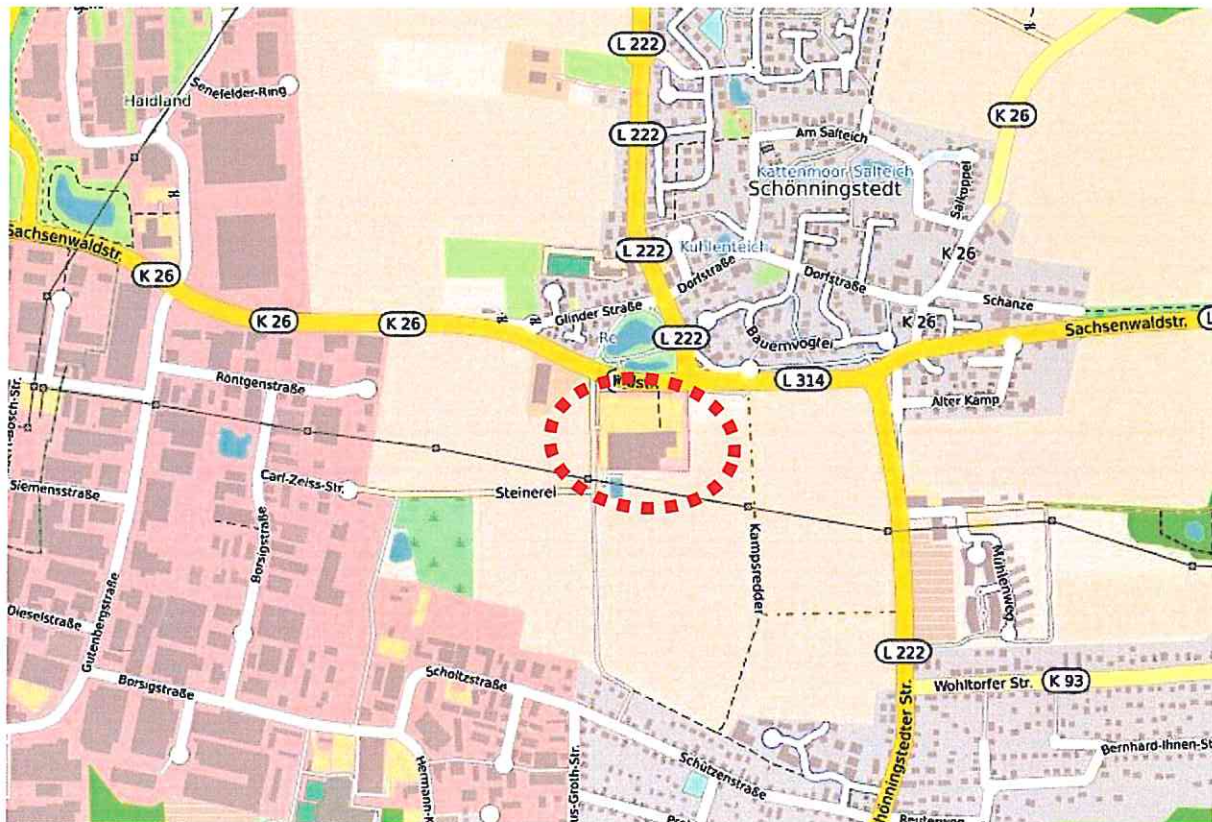 L 222
Senefelder-Ring
Haidland
K 26
L 222
Am Salteich
Kattenmoor Salteich
Schönningstedt
Salkoppel
Sachsenwaldstr.
K 26
L 222
Kuhlenteich
K 26
Dorfstraße
Dorfstraße
Schanze
Glinder Straße
K 26
K 26
Re
L 222
Bauernvogtei
K 26
Sachsenwaldstr.
L 314
Röntgenstraße
Alter Kamp
Siemensstraße
Carl-Zeiss-Str.
Steinerei
Borsigstraße
Kampsredder
Mühlenweg
Dieselstraße
Gutenbergstraße
L 222
Scholtzstraße
Wohltorfer Str.
K 93
Borsigstraße
Bernhard-Ihnen-St
Schützenstraße